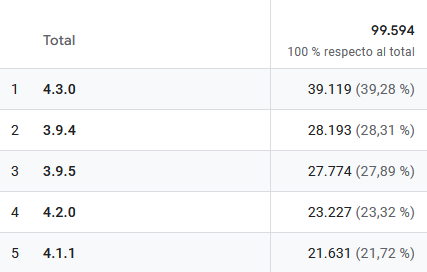 99.594
Total
100 % respecto al total
1 4.3.0 39.119 (39,28 %)
2 3.9.4 28.193 (28,31 %)
3 3.9.5 27.774 (27,89 %)
4 4.2.0 23.227 (23,32 %)
5 4.1.1 21.631 (21,72 %)